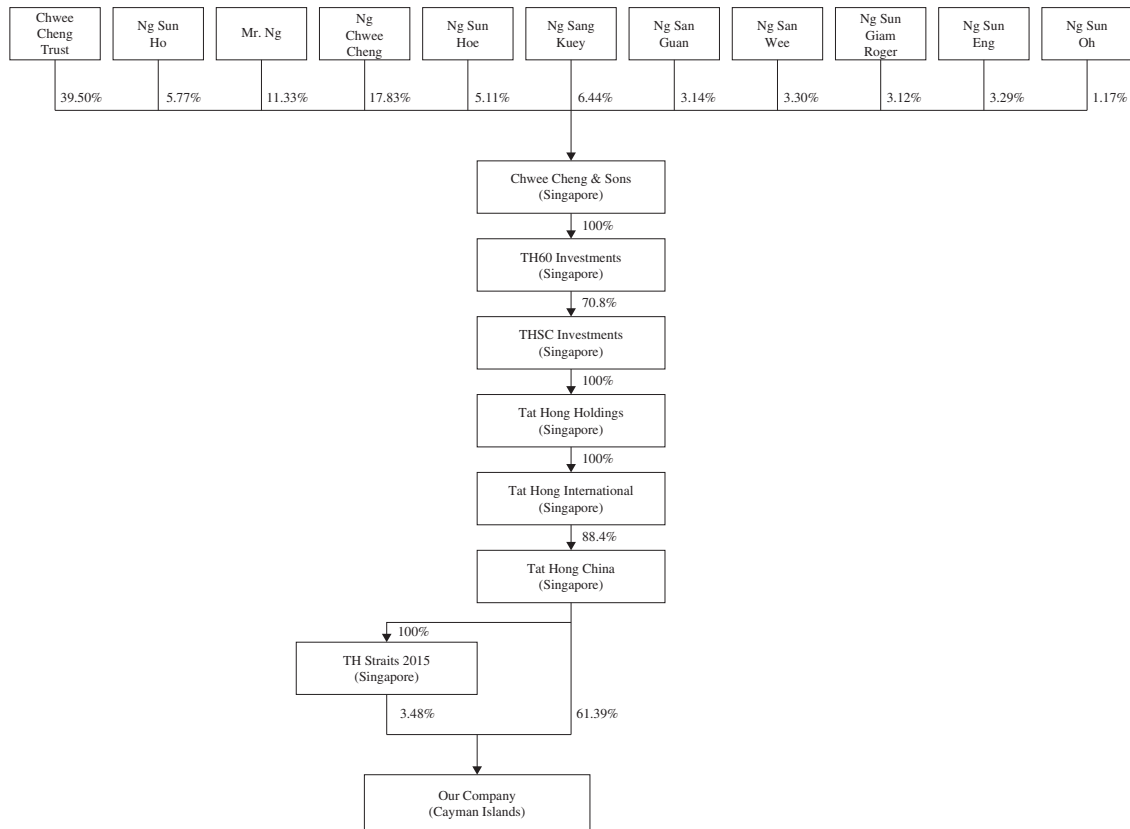 Chwee
Cheng
Trust
Ng Sun
Ho
Mr. Ng
Ng
Chwee
Cheng
Ng Sun
Hoe
Ng Sang
Kuey
Ng San
Guan
Ng San
Wee
Ng Sun
Giam
Roger
Ng Sun
Eng
Ng Sun
Oh
39.50%
5.77%
11.33%
17.83%
5.11%
6.44%
3.14%
3.30%
3.12%
3.29%
1.17%
Chwee Cheng & Sons
(Singapore)
100%
TH60 Investments
(Singapore)
70.8%
THSC Investments
(Singapore)
100%
Tat Hong Holdings
(Singapore)
100%
Tat Hong International
(Singapore)
88.4%
Tat Hong China
(Singapore)
100%
TH Straits 2015
(Singapore)
3.48%
61.39%
Our Company
(Cayman Islands)